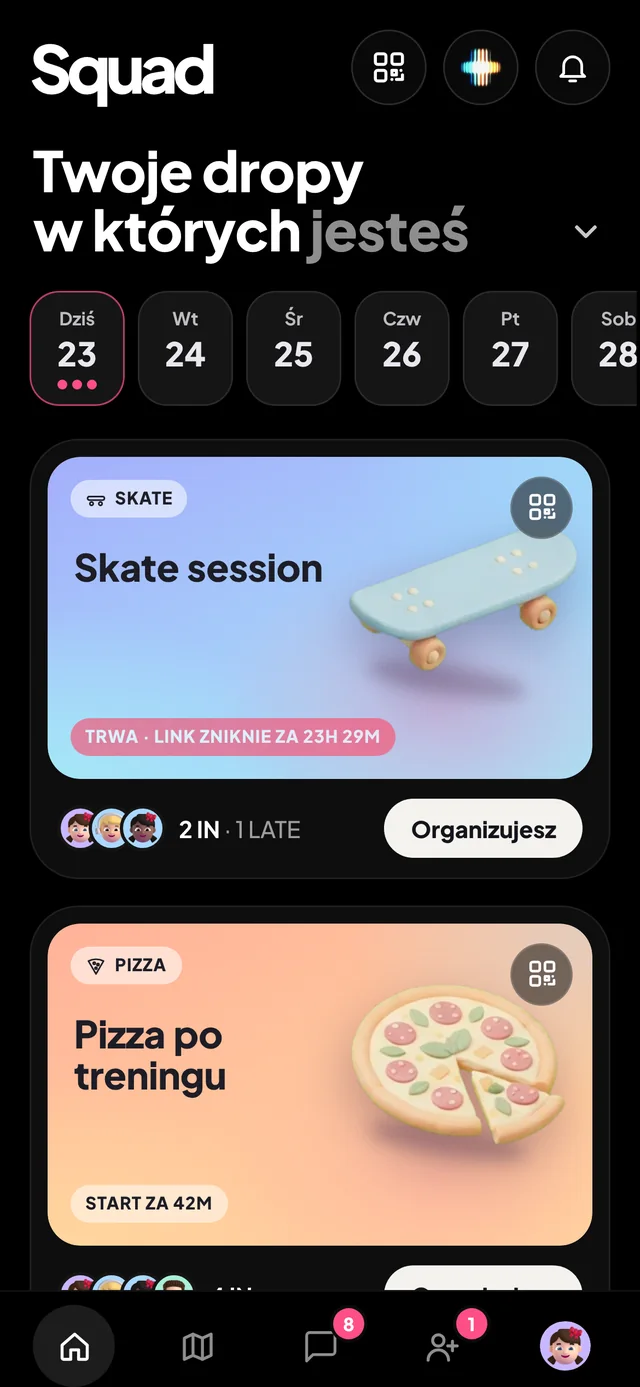 Squad
Twoje dropy
w których jesteś
Dziś Wt Śr Czw Pt Sob
23 24 25 26 27 28
SKATE
Skate session
TRWA · LINK ZNIKNIE ZA 23H 29M
2 IN · 1 LATE
Organizujesz
PIZZA
Pizza po
treningu
START ZA 42M
8 1